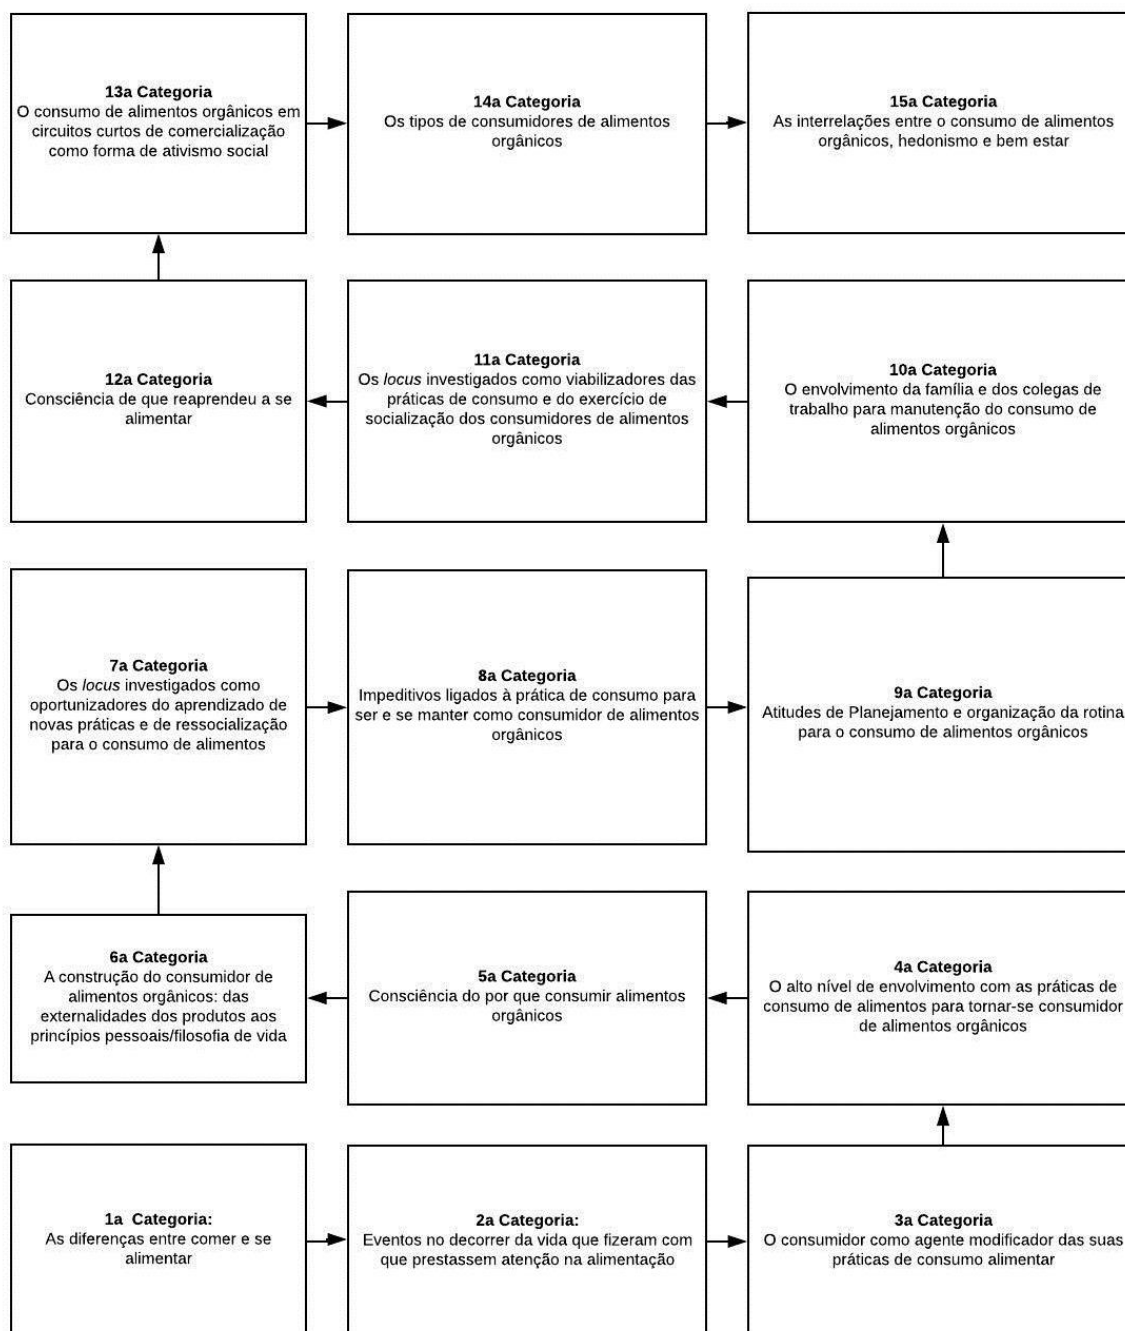 13a Categoria
O consumo de alimentos orgânicos em
circuitos curtos de comercialização
como forma de ativismo social
14a Categoria
Os tipos de consumidores de alimentos
orgânicos
15a Categoria
As interrelações entre o consumo de alimentos
orgânicos, hedonismo e bem estar
12a Categoria
Consciência de que reaprendeu a se
alimentar
11a Categoria
Os locus investigados como viabilizadores das
práticas de consumo e do exercício de
socialização dos consumidores de alimentos
orgânicos
10a Categoria
O envolvimento da família e dos colegas de
trabalho para manutenção do consumo de
alimentos orgânicos
7a Categoria
Os locus investigados como
oportunizadores do aprendizado de
novas práticas e de ressocialização
para o consumo de alimentos
8a Categoria
Impeditivos ligados à prática de consumo para
ser e se manter como consumidor de alimentos
orgânicos
9a Categoria
Atitudes de Planejamento e organização da rotina
para o consumo de alimentos orgânicos
6a Categoria
A construção do consumidor de
alimentos orgânicos: das
externalidades dos produtos aos
princípios pessoais/filosofia de vida
5a Categoria
Consciência do por que consumir alimentos
orgânicos
4a Categoria
O alto nível de envolvimento com as práticas de
consumo de alimentos para tornar-se consumidor
de alimentos orgânicos
1a Categoria:
As diferenças entre comer e se
alimentar
2a Categoria:
Eventos no decorrer da vida que fizeram com
que prestassem atenção na alimentação
3a Categoria
O consumidor como agente modificador das suas
práticas de consumo alimentar